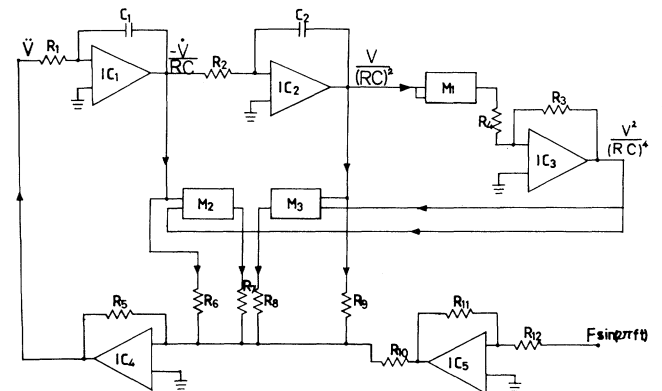 C₁
C₂
V̈
R₁
IC₁
-V̇/RC
R₂
IC₂
V/(RC)²
M₁
R₄
R₃
IC₃
V²/(RC)⁴
M₂
M₃
R₆
R₇
R₈
R₉
R₅
IC₄
R₁₀
R₁₁
IC₅
R₁₂
Fsin(2πft)